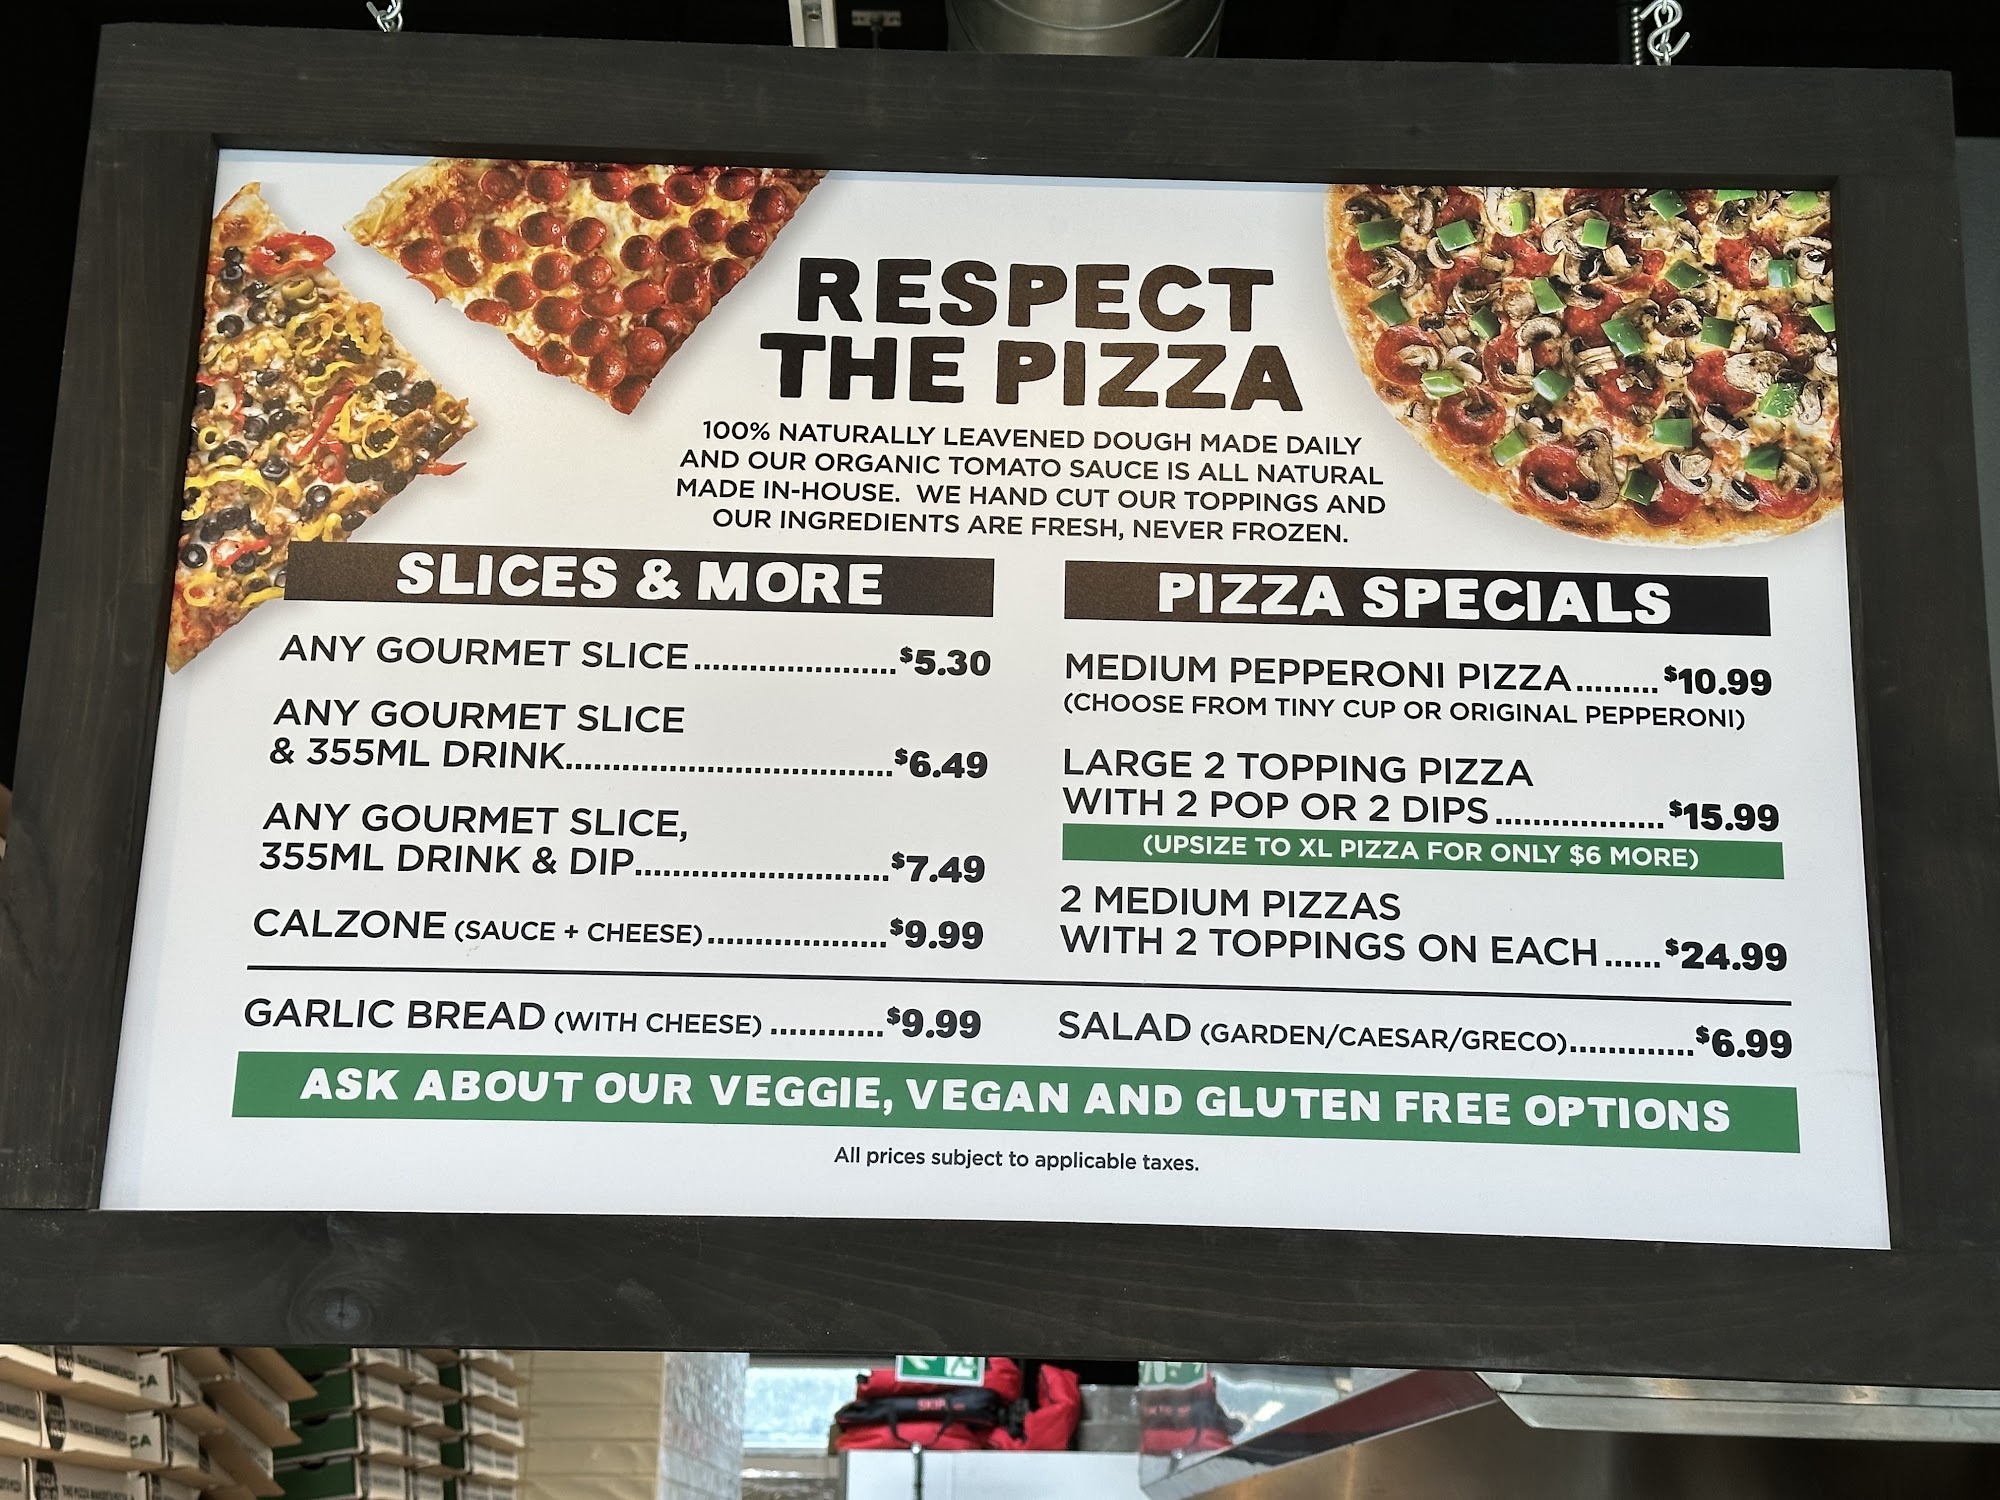 RESPECT
THE PIZZA
100% NATURALLY LEAVENED DOUGH MADE DAILY
AND OUR ORGANIC TOMATO SAUCE IS ALL NATURAL
MADE IN-HOUSE. WE HAND CUT OUR TOPPINGS AND
OUR INGREDIENTS ARE FRESH, NEVER FROZEN.
SLICES & MORE
ANY GOURMET SLICE......................$5.30
ANY GOURMET SLICE
& 355ML DRINK...................................$6.49
ANY GOURMET SLICE,
355ML DRINK & DIP...........................$7.49
CALZONE (SAUCE + CHEESE)...................$9.99
GARLIC BREAD (WITH CHEESE) ............$9.99
PIZZA SPECIALS
MEDIUM PEPPERONI PIZZA......... $10.99
(CHOOSE FROM TINY CUP OR ORIGINAL PEPPERONI)
LARGE 2 TOPPING PIZZA
WITH 2 POP OR 2 DIPS..................$15.99
(UPSIZE TO XL PIZZA FOR ONLY $6 MORE)
2 MEDIUM PIZZAS
WITH 2 TOPPINGS ON EACH......$24.99
SALAD (GARDEN/CAESAR/GRECO).............$6.99
ASK ABOUT OUR VEGGIE, VEGAN AND GLUTEN FREE OPTIONS
All prices subject to applicable taxes.
SKIP